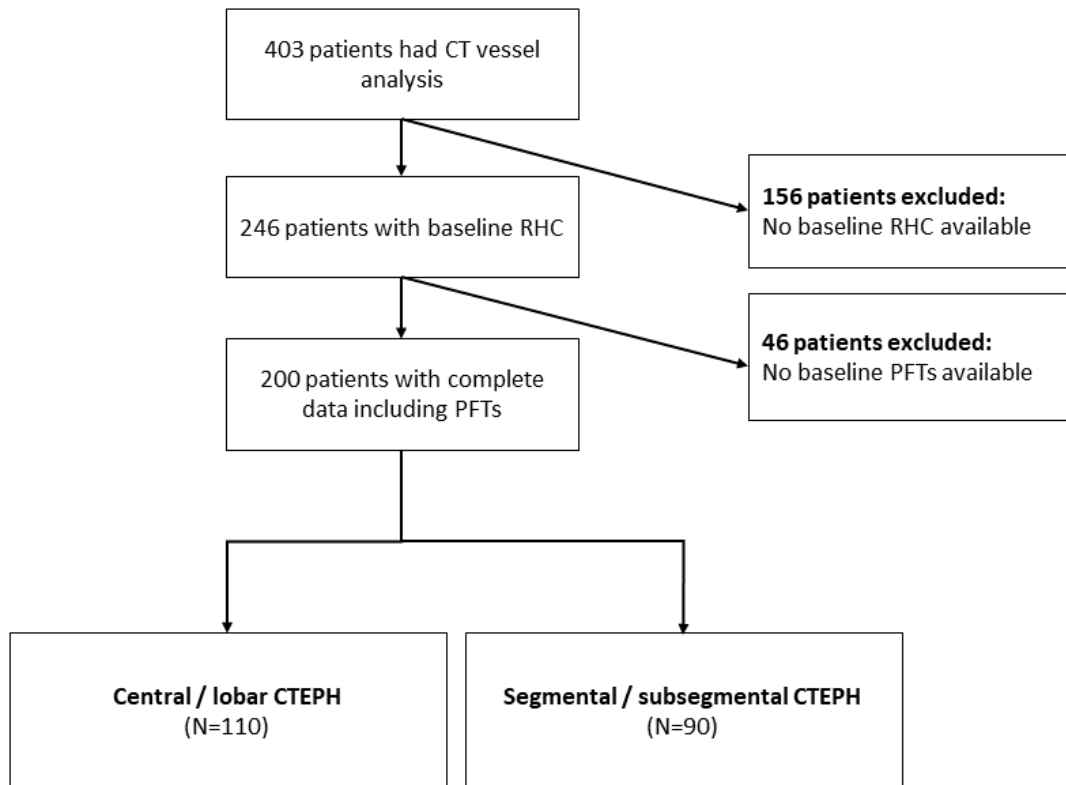 403 patients had CT vessel
analysis
156 patients excluded:
No baseline RHC available
246 patients with baseline RHC
46 patients excluded:
No baseline PFTs available
200 patients with complete
data including PFTs
Central / lobar CTEPH
(N=110)
Segmental / subsegmental CTEPH
(N=90)